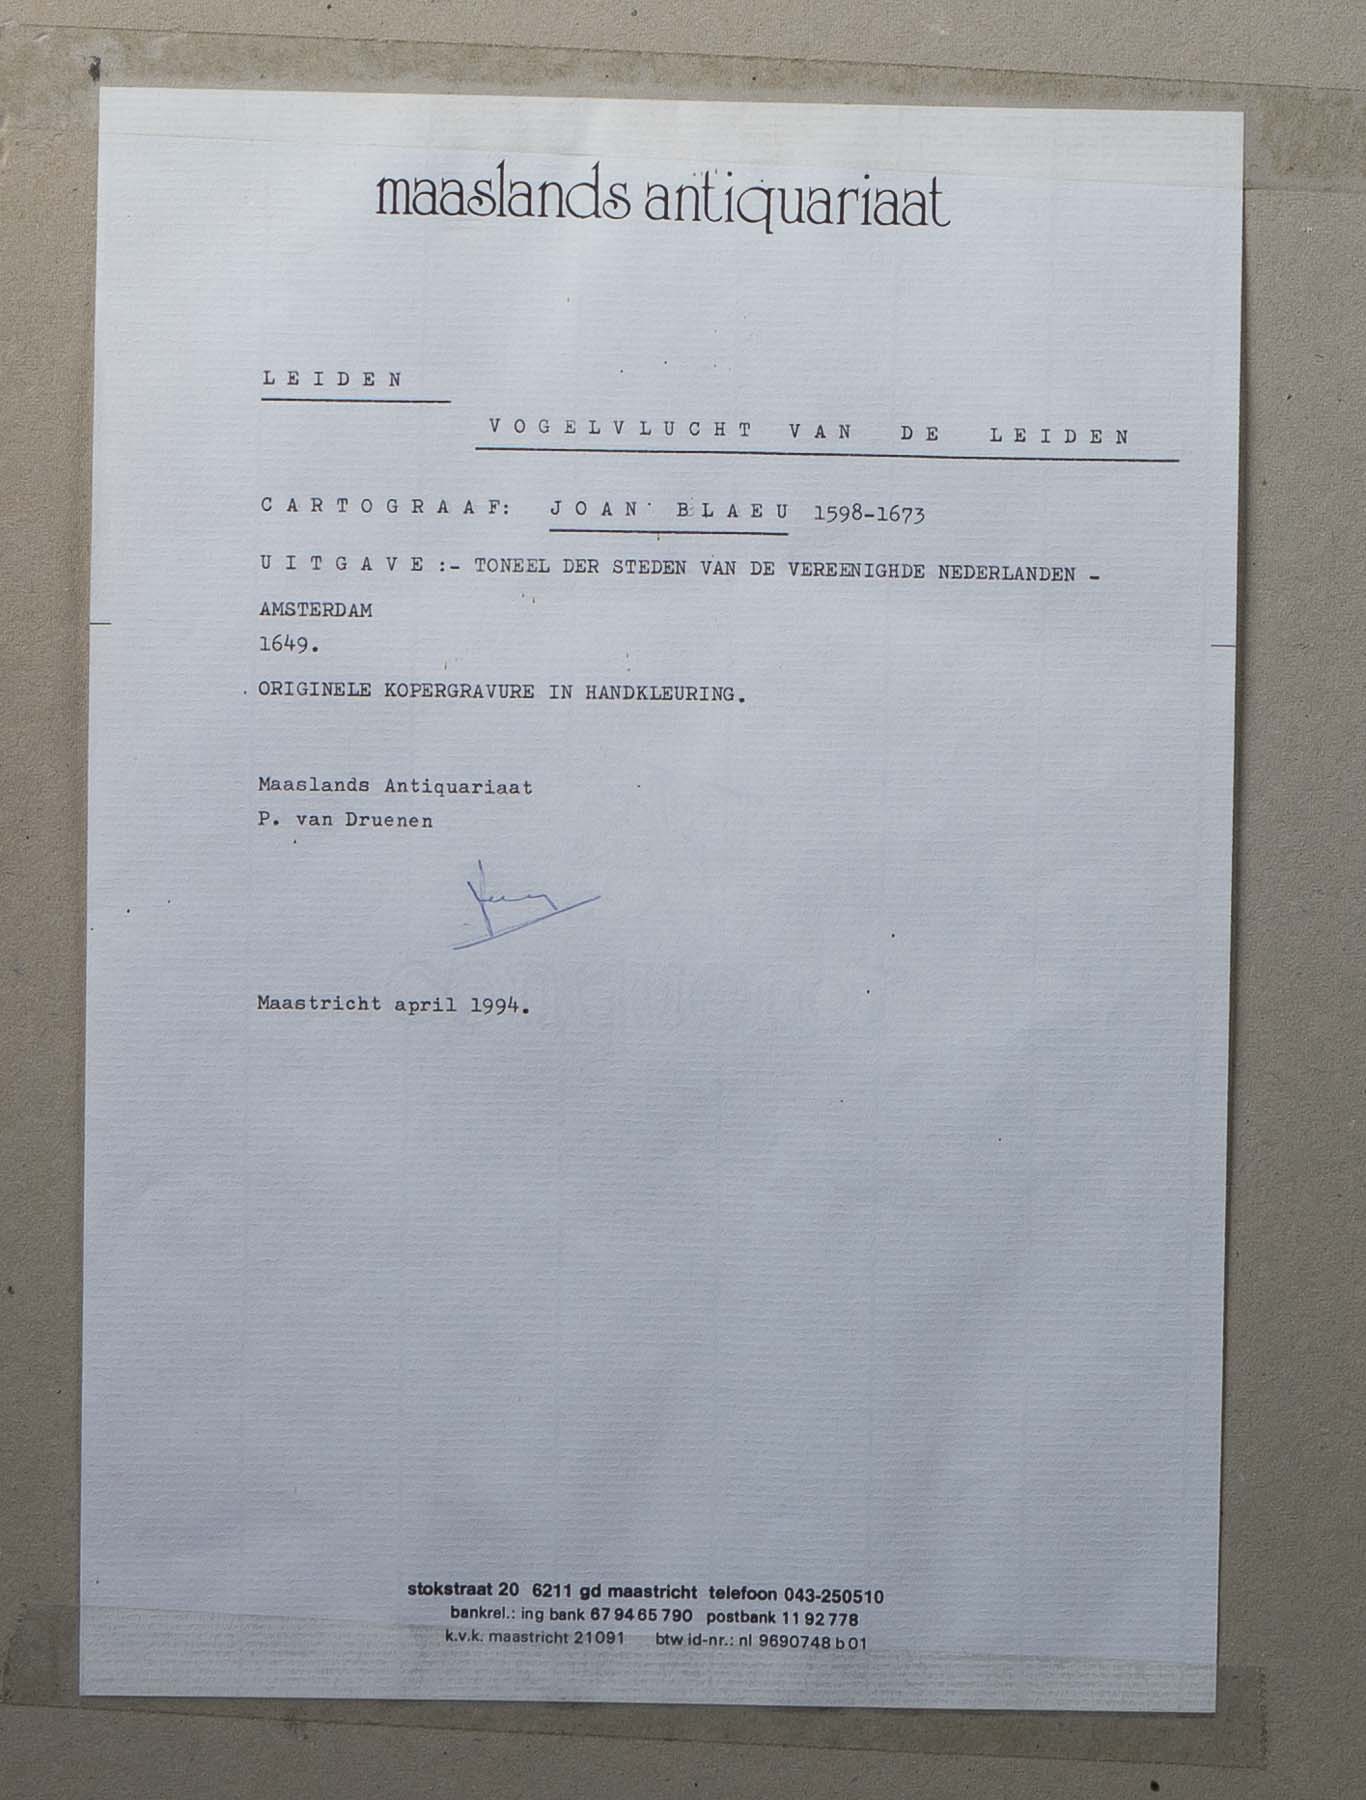 maaslands antiquariaat
L E I D E N
V O G E L V L U C H T  V A N  D E  L E I D E N
C A R T O G R A A F:  J O A N  B L A E U  1598-1673
U I T G A V E :- TONEEL DER STEDEN VAN DE VEREENIGHDE NEDERLANDEN -
AMSTERDAM
1649.
ORIGINELE KOPERGRAVURE IN HANDKLEURING.
Maaslands Antiquariaat
P. van Druenen
Maastricht april 1994.
stokstraat 20 6211 gd maastricht telefoon 043-250510
bankrel.: ing bank 67 94 65 790 postbank 11 92 778
k.v.k. maastricht 21091 btw id-nr.: nl 9690748 b 01